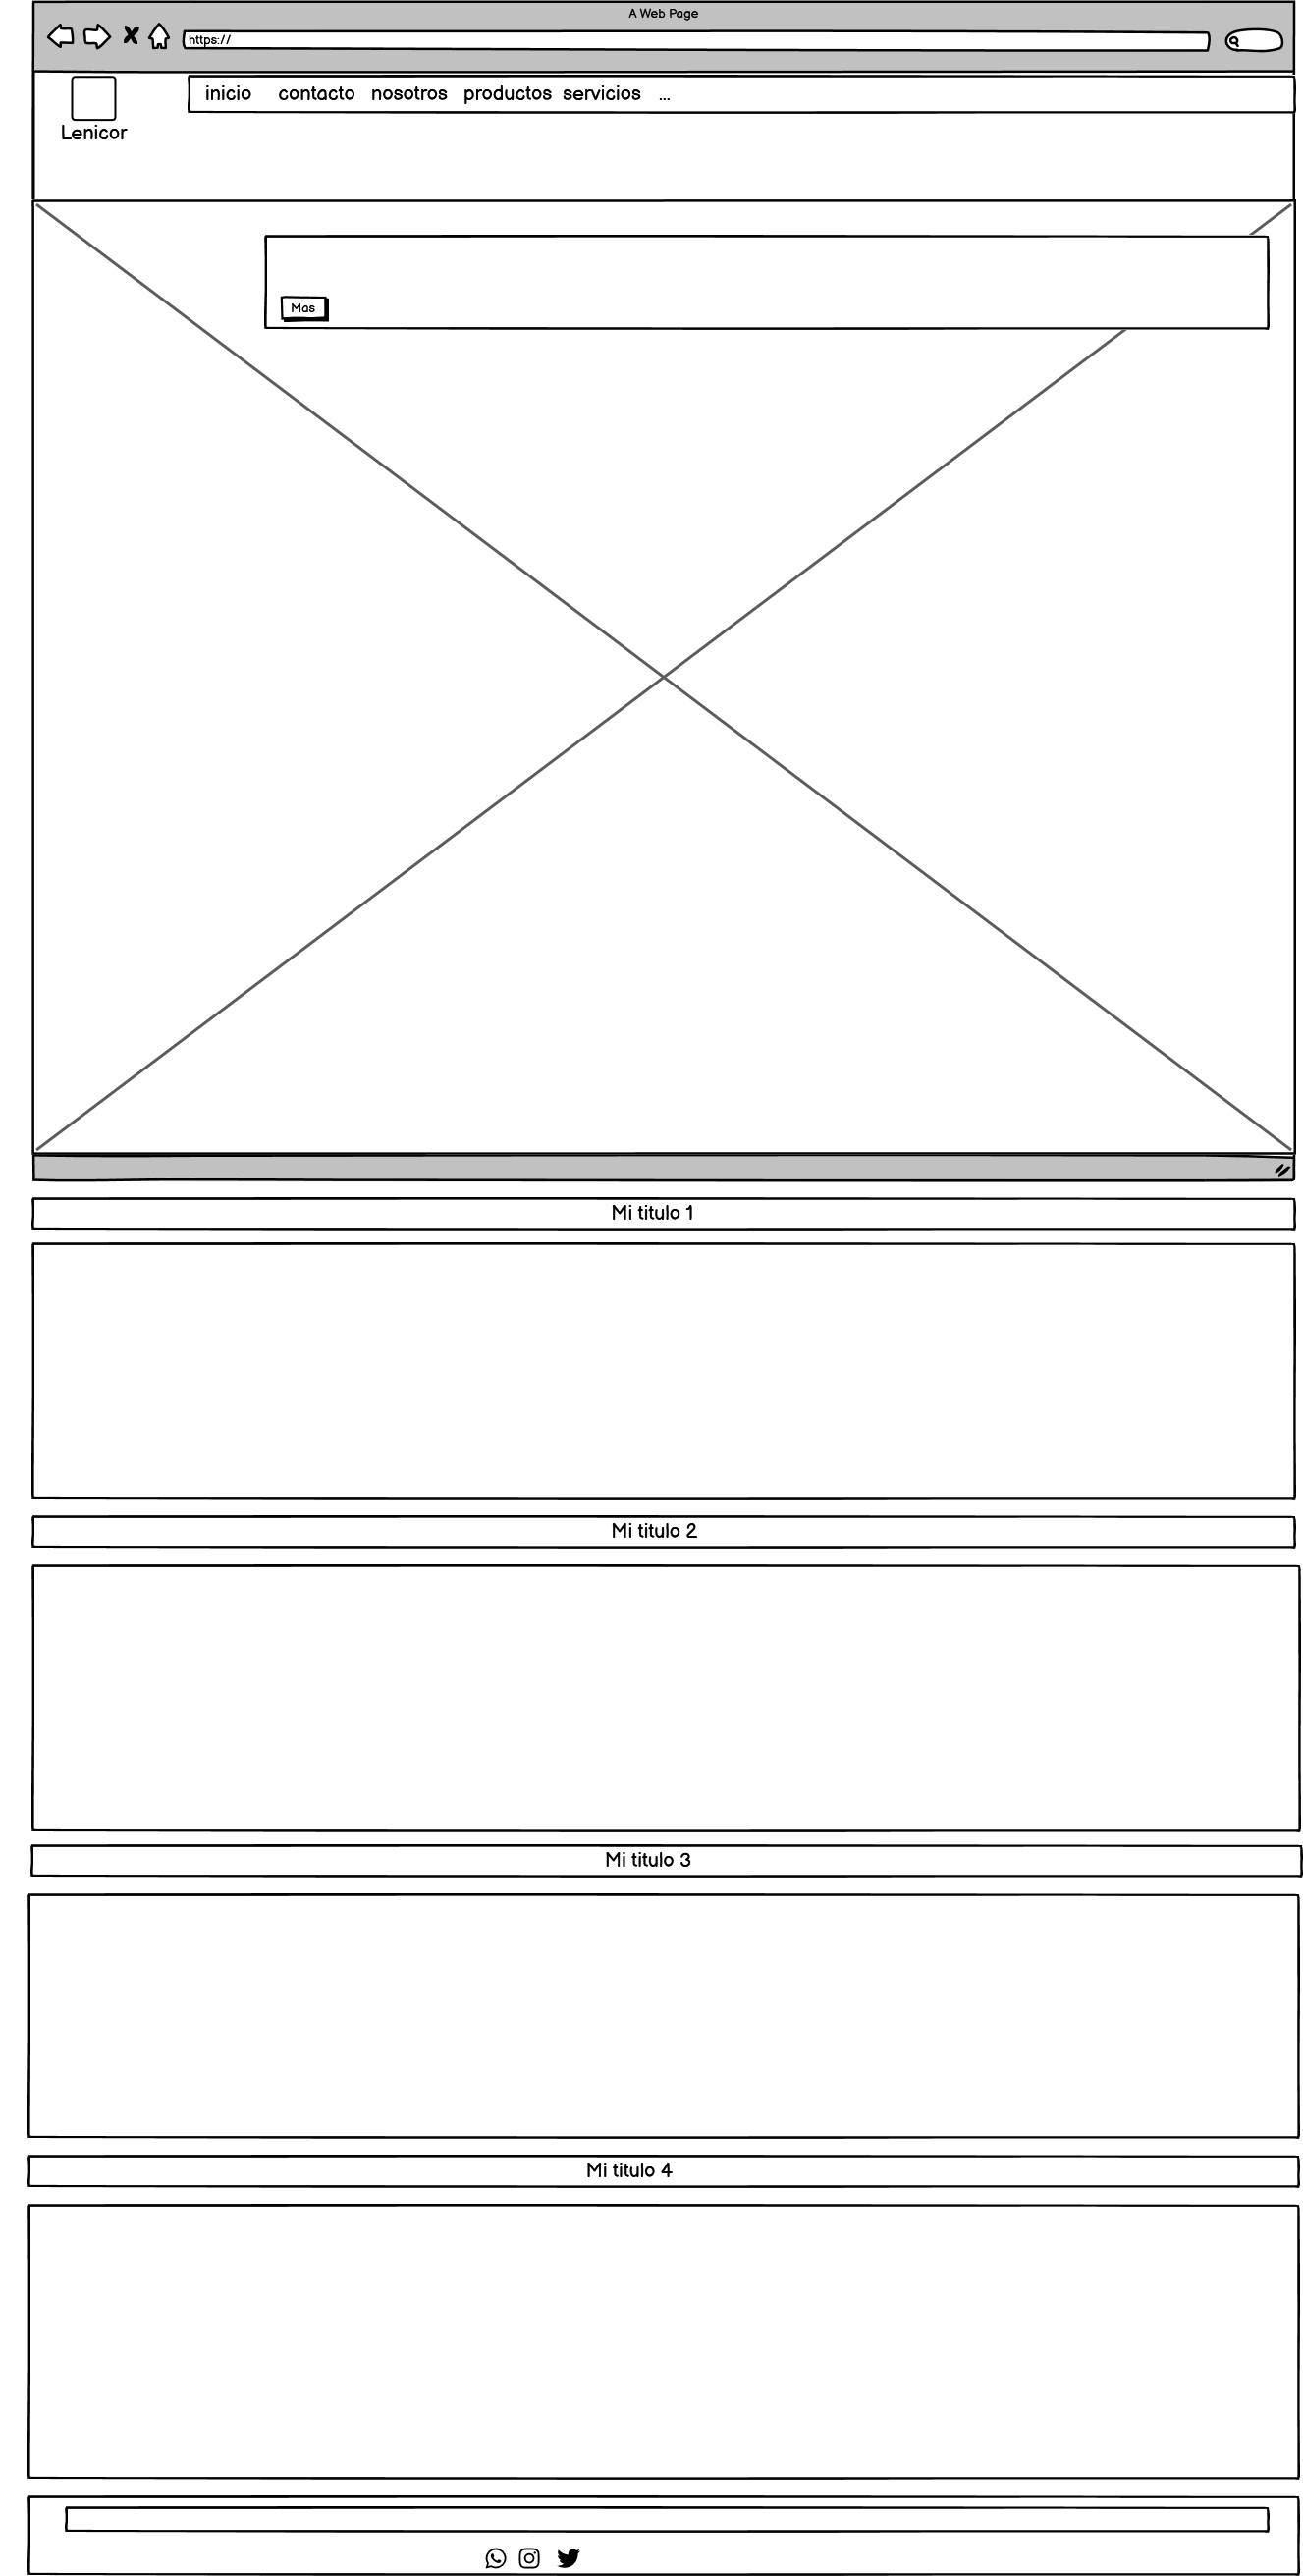 A Web Page
https://
inicio contacto nosotros productos servicios ...
Lenicor
Mas
Mi titulo 1
Mi titulo 2
Mi titulo 3
Mi titulo 4